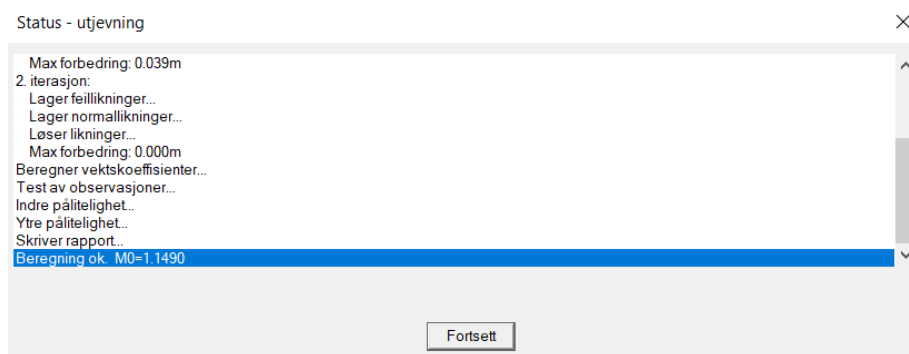 Status - utjevning
Max forbedring: 0.039m
2. iterasjon:
Lager feillikninger...
Lager normallikninger...
Løser likninger...
Max forbedring: 0.000m
Beregner vektskoeffisienter...
Test av observasjoner...
Indre pålitelighet...
Ytre pålitelighet...
Skriver rapport...
Beregning ok. M0=1.1490
Fortsett